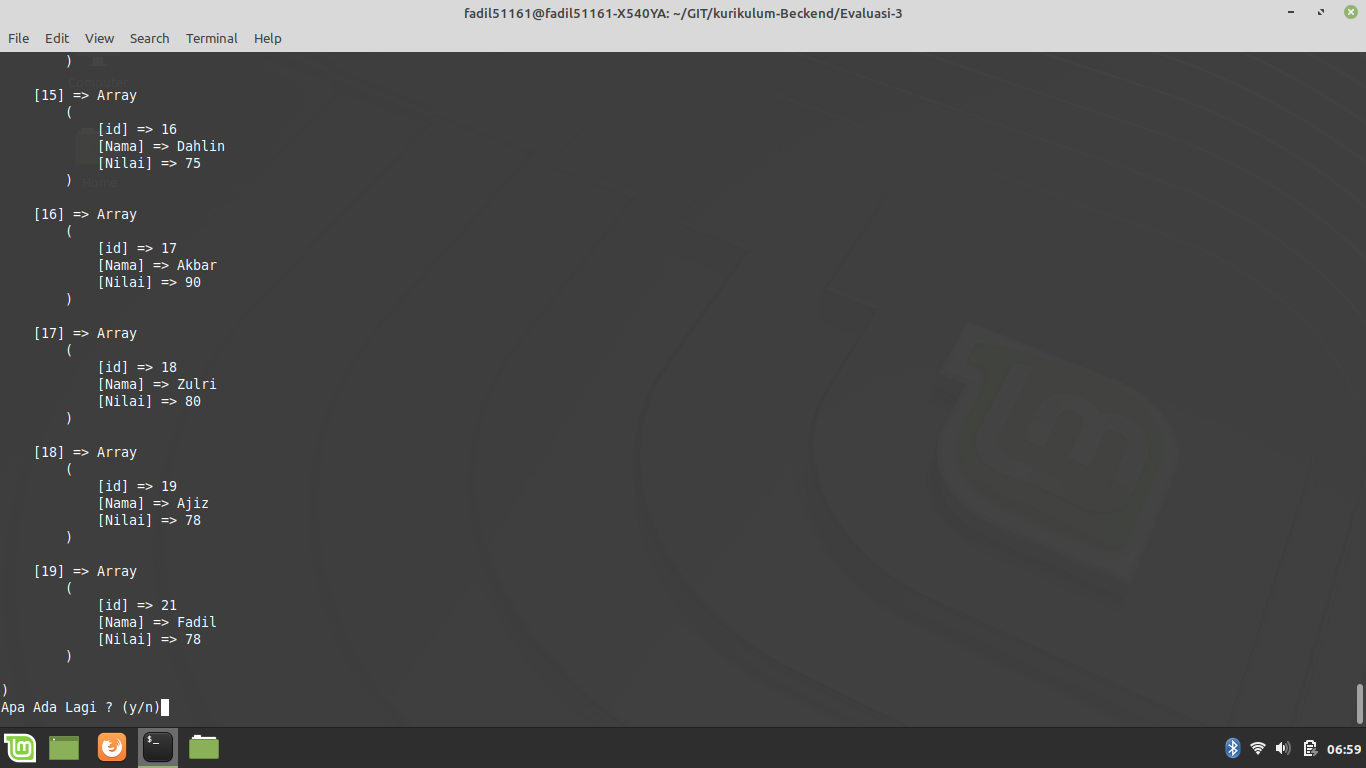 fadil51161@fadil51161-X540YA: ~/GIT/kurikulum-Beckend/Evaluasi-3
File Edit View Search Terminal Help
)
[15] => Array
(
[id] => 16
[Nama] => Dahlin
[Nilai] => 75
)
[16] => Array
(
[id] => 17
[Nama] => Akbar
[Nilai] => 90
)
[17] => Array
(
[id] => 18
[Nama] => Zulri
[Nilai] => 80
)
[18] => Array
(
[id] => 19
[Nama] => Ajiz
[Nilai] => 78
)
[19] => Array
(
[id] => 21
[Nama] => Fadil
[Nilai] => 78
)
)
Apa Ada Lagi ? (y/n)
$_
06:59